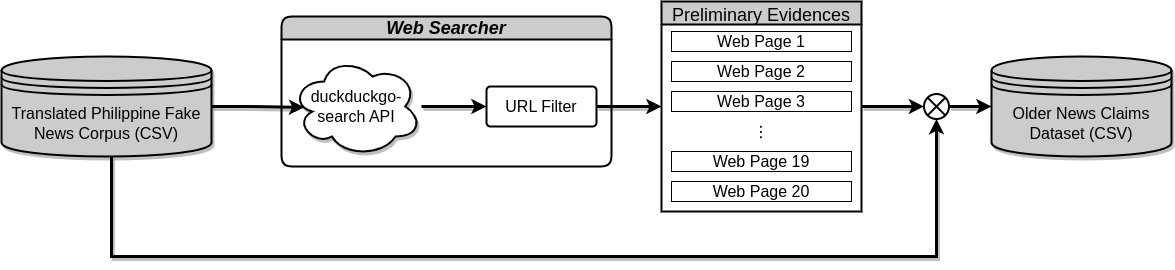 Translated Philippine Fake
News Corpus (CSV)
Web Searcher
duckduckgo-
search API
URL Filter
Preliminary Evidences
Web Page 1
Web Page 2
Web Page 3
⋮
Web Page 19
Web Page 20
Older News Claims
Dataset (CSV)